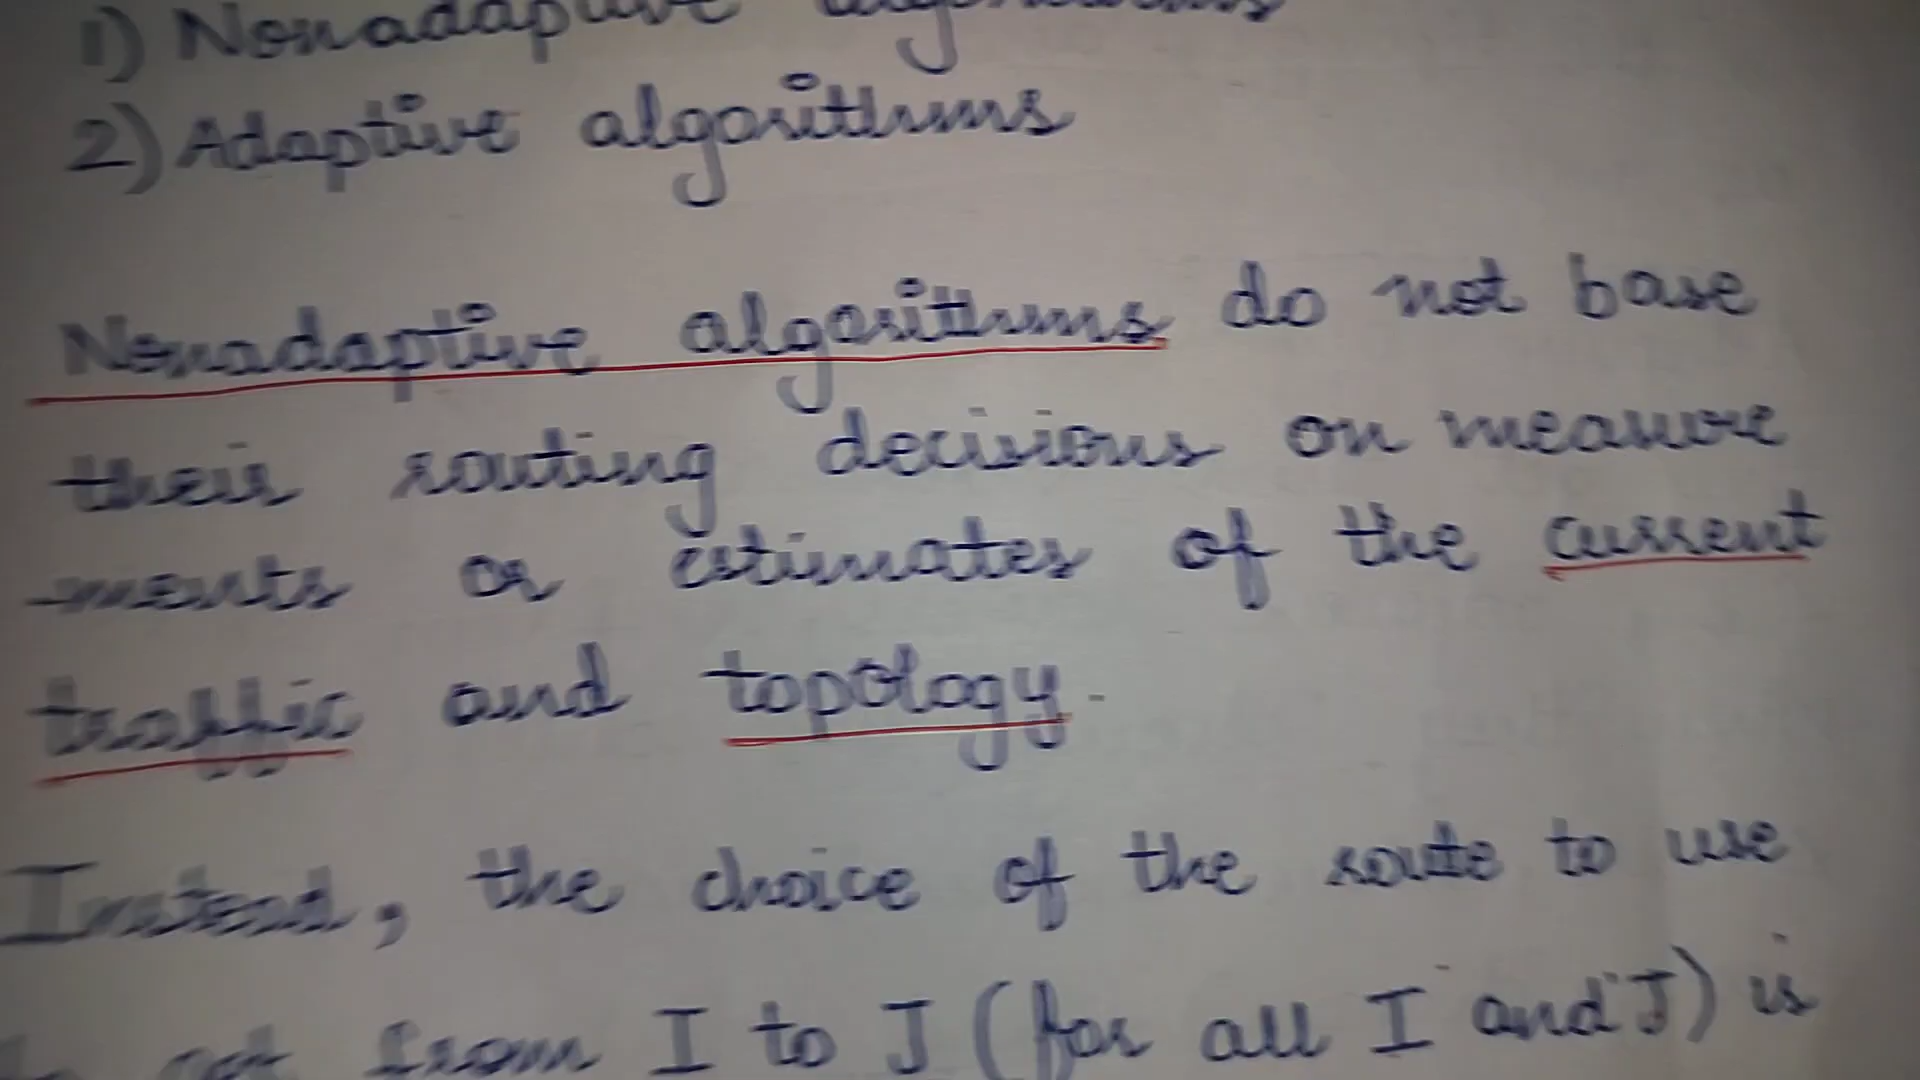 1) Nonadaptive algorithms
2) Adaptive algorithms
Nonadaptive algorithms do not base
their routing decisions on measure
-ments or estimates of the current
traffic and topology.
Instead, the choice of the route to use
to get from I to J (for all I and J) is